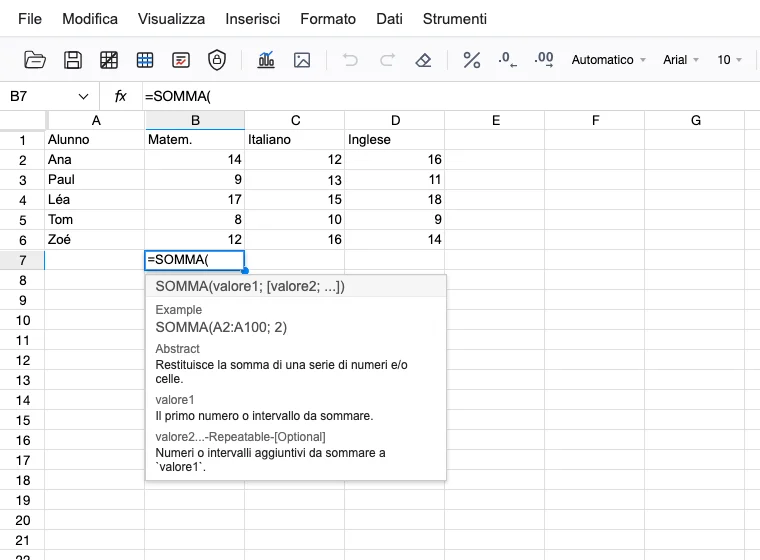 File Modifica Visualizza Inserisci Formato Dati Strumenti
% .0 .00 Automatico Arial 10
B7 fx =SOMMA(
A B C D E F G
1 Alunno Matem. Italiano Inglese
2 Ana 14 12 16
3 Paul 9 13 11
4 Léa 17 15 18
5 Tom 8 10 9
6 Zoé 12 16 14
7 =SOMMA(
8 SOMMA(valore1; [valore2; ...])
9 Example
10 SOMMA(A2:A100; 2)
11 Abstract
12 Restituisce la somma di una serie di numeri e/o
13 celle.
14 valore1
15 Il primo numero o intervallo da sommare.
16 valore2...-Repeatable-[Optional]
17 Numeri o intervalli aggiuntivi da sommare a
`valore1`.
18
19
20
21
22